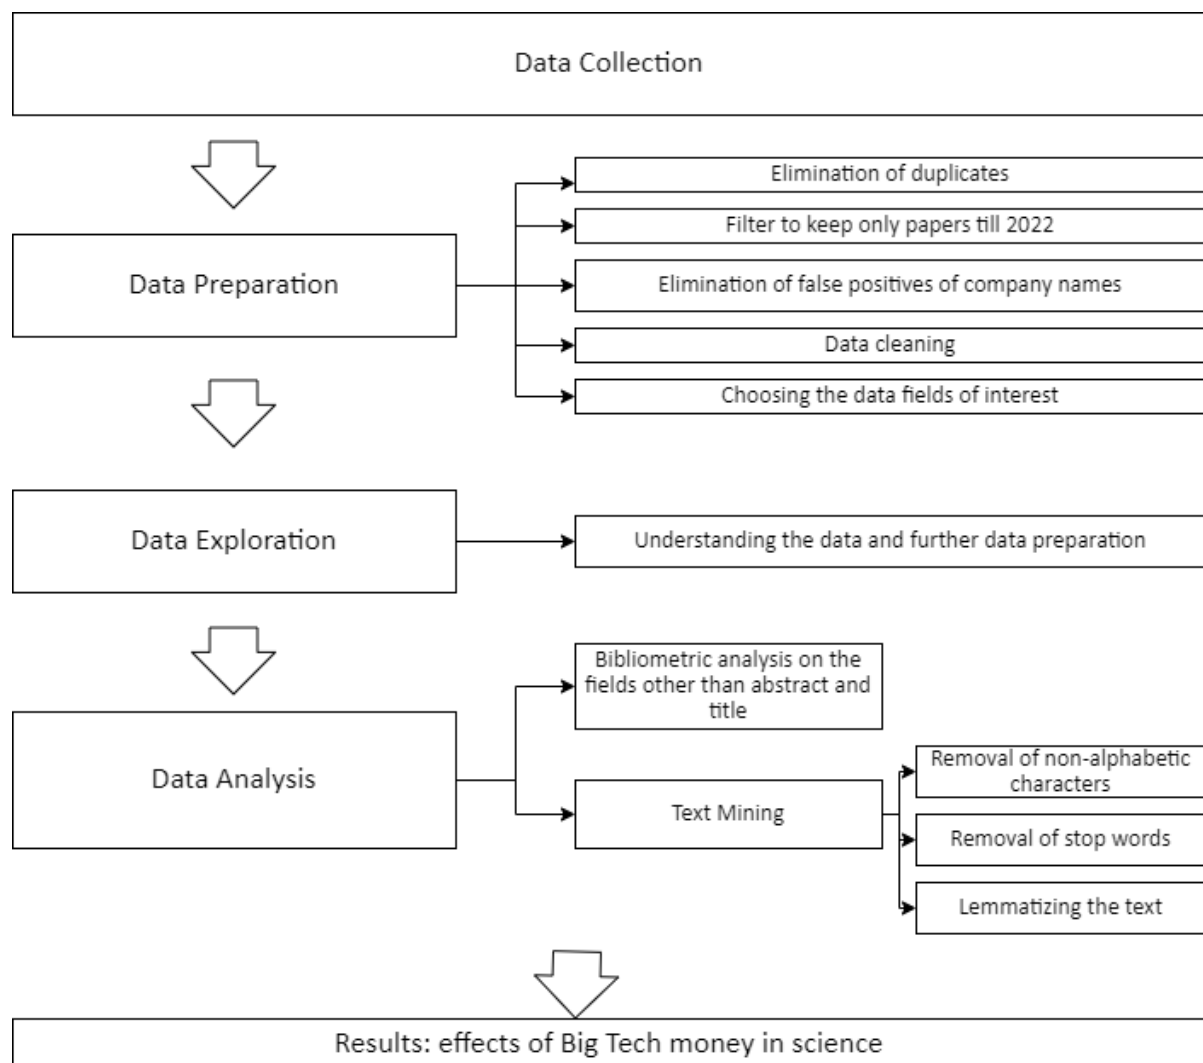 Data Collection
Elimination of duplicates
Filter to keep only papers till 2022
Data Preparation
Elimination of false positives of company names
Data cleaning
Choosing the data fields of interest
Data Exploration
Understanding the data and further data preparation
Bibliometric analysis on the
fields other than abstract and
title
Data Analysis
Text Mining
Removal of non-alphabetic
characters
Removal of stop words
Lemmatizing the text
Results: effects of Big Tech money in science